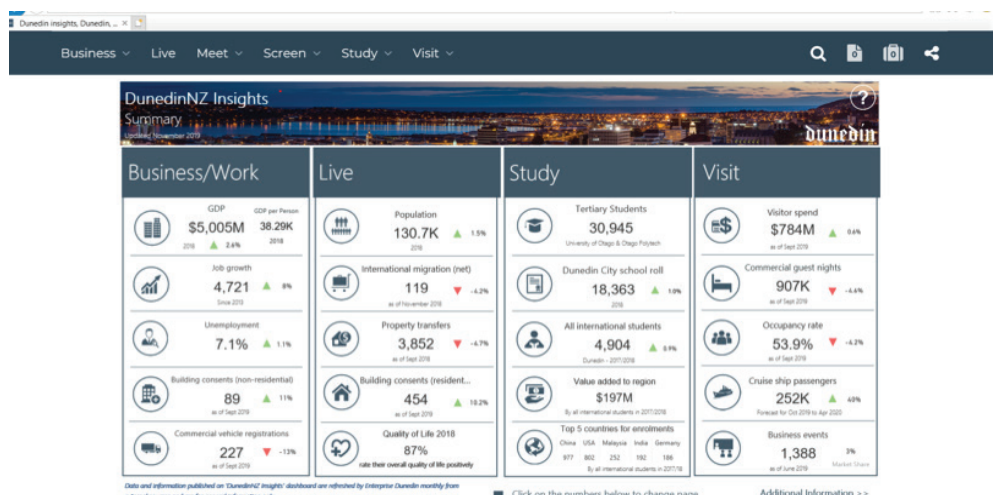 Dunedin insights, Dunedin, ...
Business Live Meet Screen Study Visit
DunedinNZ Insights
Summary
Updated November 2019
?
dunedin
Business/Work
GDP GDP per Person
$5,005M 38.29K
2018 2.6% 2018
Job growth
4,721 8%
Since 2013
Unemployment
7.1% 1.1%
Building consents (non-residential)
89 11%
as of Sept 2019
Commercial vehicle registrations
227 -13%
as of Sept 2019
Live
Population
130.7K 1.5%
2018
International migration (net)
119 -4.2%
as of November 2018
Property transfers
3,852 -4.7%
as of Sept 2018
Building consents (resident...
454 10.2%
as of Sept 2019
Quality of Life 2018
87%
rate their overall quality of life positively
Study
Tertiary Students
30,945
University of Otago & Otago Polytech
Dunedin City school roll
18,363 1.0%
2018
All international students
4,904 0.9%
Dunedin - 2017/2018
Value added to region
$197M
By all international students in 2017/2018
Top 5 countries for enrolments
China USA Malaysia India Germany
977 802 252 192 186
By all international students in 2017/18
Visit
Visitor spend
$784M 0.6%
as of Sept 2019
Commercial guest nights
907K -4.6%
as of Sept 2019
Occupancy rate
53.9% -4.2%
as of Sept 2019
Cruise ship passengers
252K 40%
Forecast for Oct 2019 to Apr 2020
Business events
1,388 3%
as of June 2019 Market Share
Data and information published on 'DunedinNZ Insights' dashboard are refreshed by Enterprise Dunedin monthly from
Click on the numbers below to change page
Additional Information >>